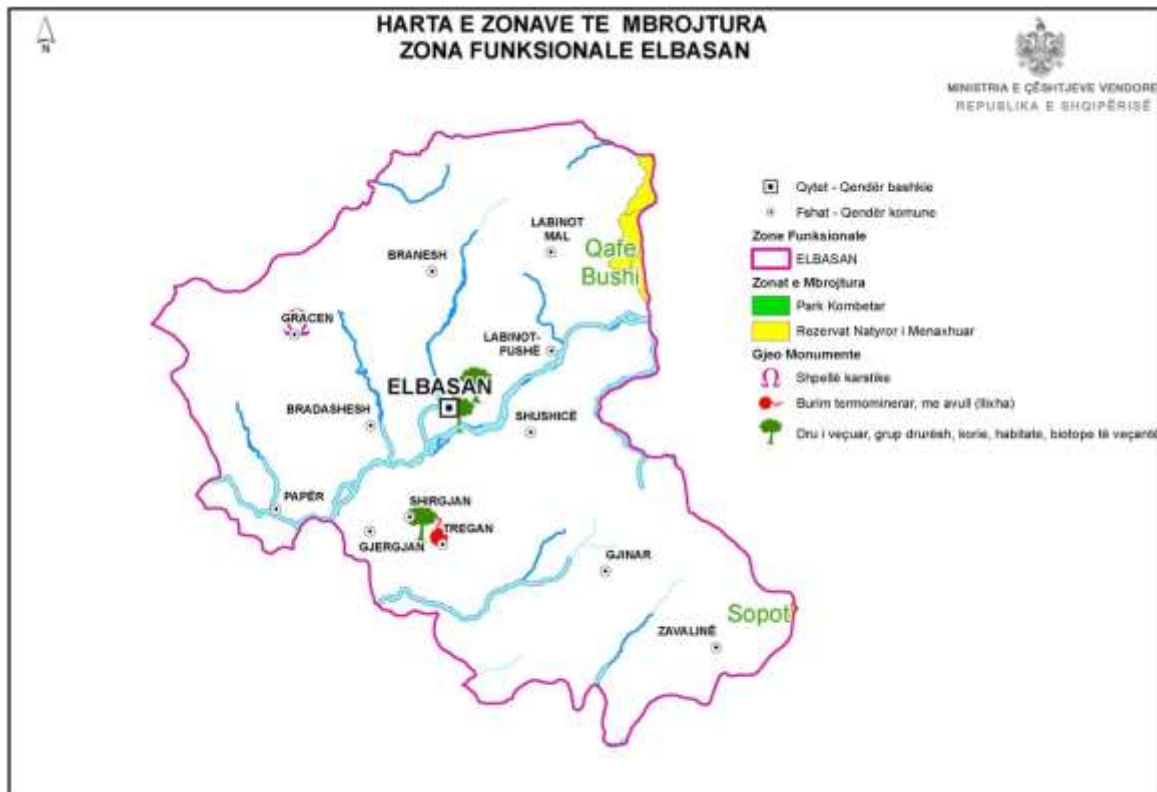 HARTA E ZONAVE TE MBROJTURA
ZONA FUNKSIONALE ELBASAN
N
MINISTRIA E ÇËSHTJEVE VENDORE
REPUBLIKA E SHQIPËRISË
Qytet - Qendër bashkie
Fshat - Qendër komune
Zone Funksionale
ELBASAN
Zonat e Mbrojtura
Park Kombetar
Rezervat Natyror i Menaxhuar
Gjeo Monumente
Shpellë karstike
Burim termominerar, me avull (llixha)
Dru i veçuar, grup drurësh, korie, habitate, biotope të veçantë
LABINOT
MAL
BRANESH
Qafe
Bushi
GRACEN
LABINOT-
FUSHË
ELBASAN
BRADASHESH
SHUSHICË
PAPËR
SHIRGJAN
TREGAN
GJERGJAN
GJINAR
Sopot
ZAVALINË